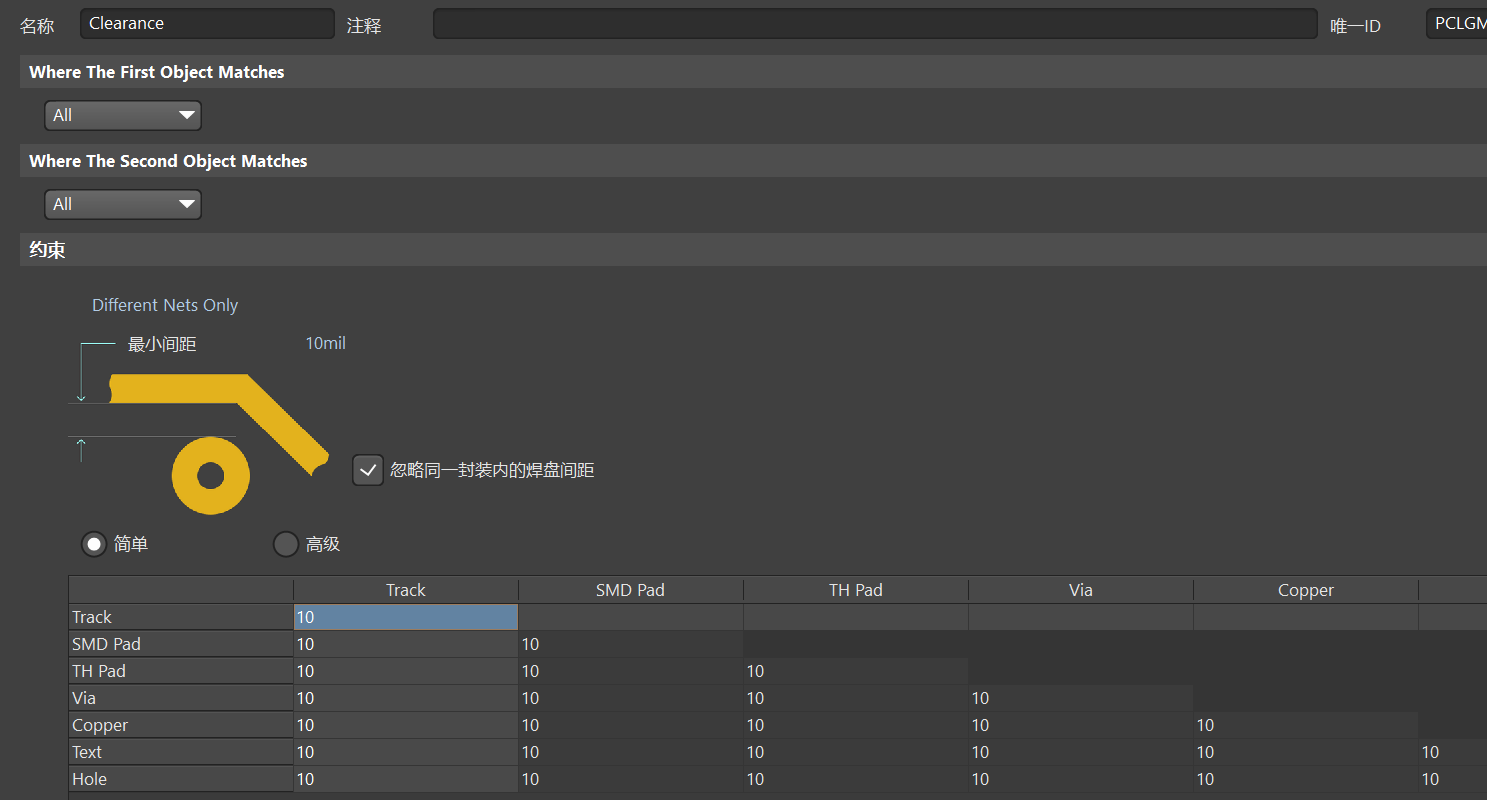 名称 Clearance 注释 唯一ID PCLGM
Where The First Object Matches
All
Where The Second Object Matches
All
约束
Different Nets Only
最小间距 10mil
忽略同一封装内的焊盘间距
简单 高级
Track SMD Pad TH Pad Via Copper
Track 10
SMD Pad 10 10
TH Pad 10 10 10
Via 10 10 10 10
Copper 10 10 10 10 10
Text 10 10 10 10 10 10
Hole 10 10 10 10 10 10